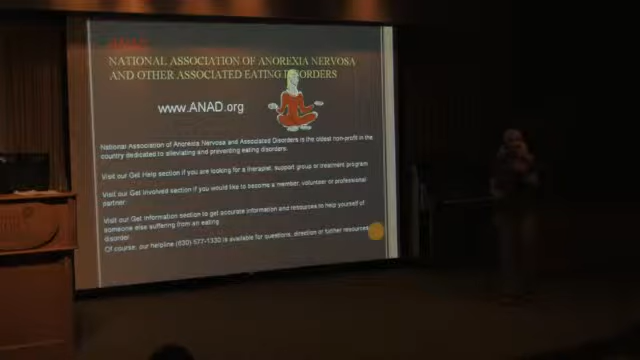 NATIONAL ASSOCIATION OF ANOREXIA NERVOSA
AND OTHER ASSOCIATED EATING DISORDERS
www.ANAD.org
National Association of Anorexia Nervosa and Associated Disorders is the oldest non-profit in the
country dedicated to alleviating and preventing eating disorders.
Visit our Get Help section if you are looking for a therapist, support group or treatment program
Visit our Get Involved section if you would like to become a member, volunteer or professional
partner
Visit our Get Information section to get accurate information and resources to help yourself of
someone else suffering from an eating
disorder.
Of course, our helpline (630) 577-1330 is available for questions, direction or further resources